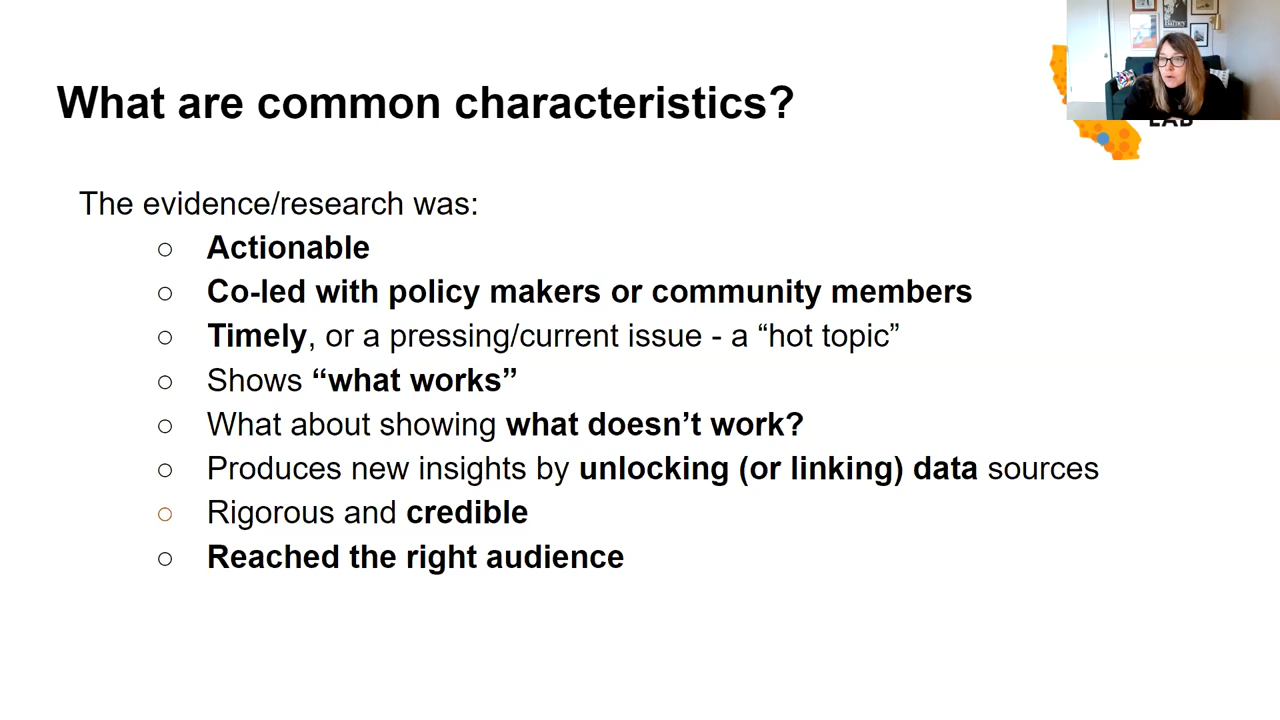 What are common characteristics?
LAB
The evidence/research was:
○ Actionable
○ Co-led with policy makers or community members
○ Timely, or a pressing/current issue - a “hot topic”
○ Shows “what works”
○ What about showing what doesn’t work?
○ Produces new insights by unlocking (or linking) data sources
○ Rigorous and credible
○ Reached the right audience